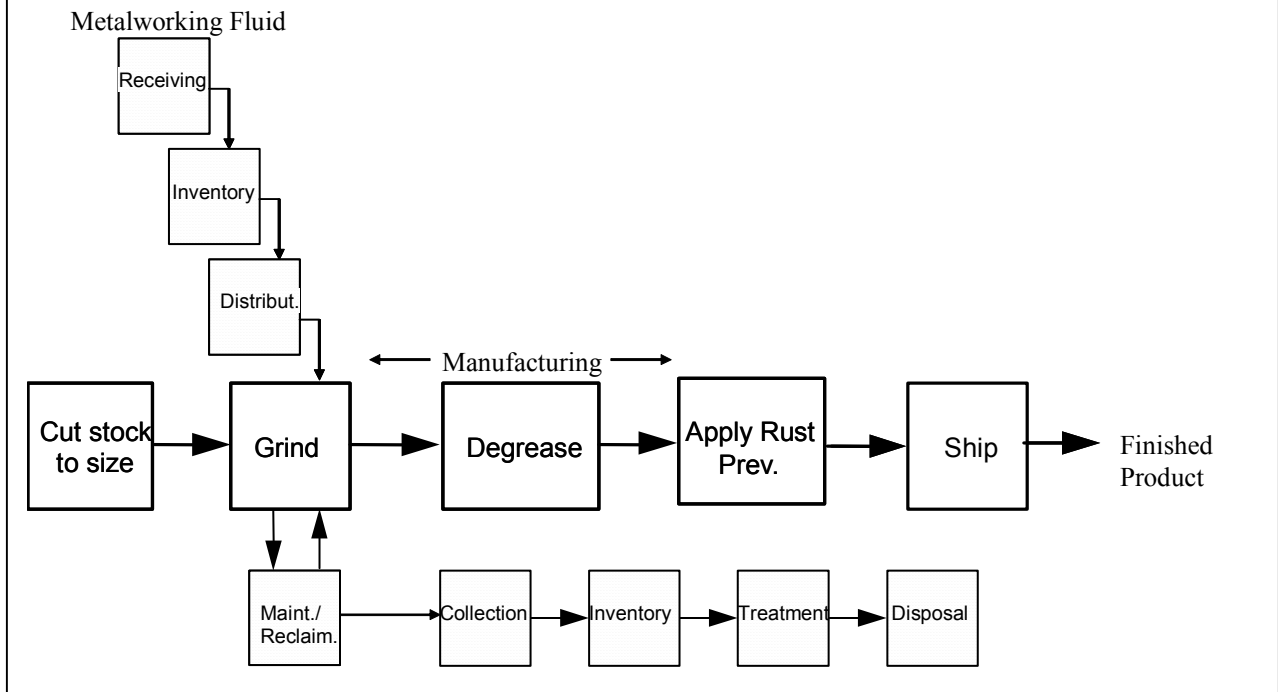 Metalworking Fluid
Receiving
Inventory
Distribut.
Manufacturing
Cut stock
to size
Grind
Degrease
Apply Rust
Prev.
Ship
Finished
Product
Maint./
Reclaim.
Collection
Inventory
Treatment
Disposal